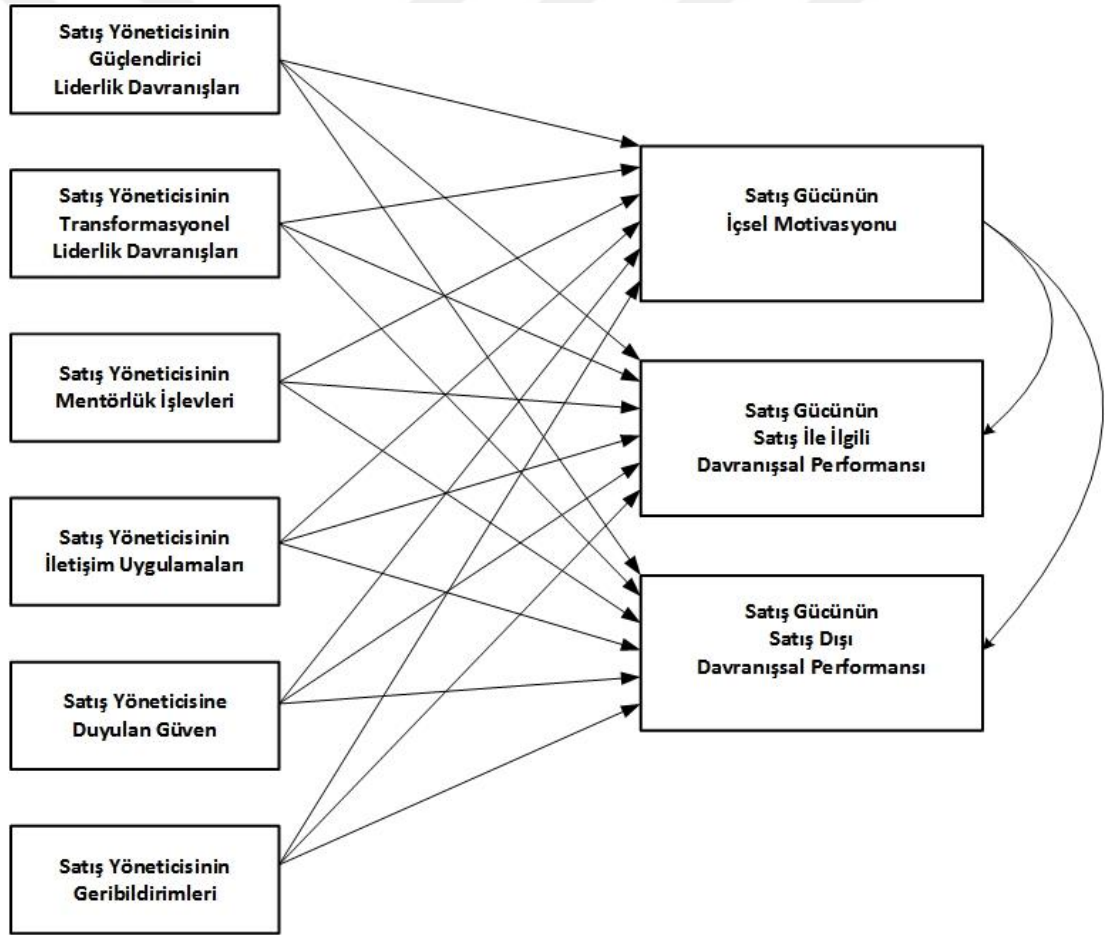 Satış Yöneticisinin
Güçlendirici
Liderlik Davranışları
Satış Yöneticisinin
Transformasyonel
Liderlik Davranışları
Satış Yöneticisinin
Mentörlük İşlevleri
Satış Yöneticisinin
İletişim Uygulamaları
Satış Yöneticisine
Duyulan Güven
Satış Yöneticisinin
Geribildirimleri
Satış Gücünün
İçsel Motivasyonu
Satış Gücünün
Satış İle İlgili
Davranışsal Performansı
Satış Gücünün
Satış Dışı
Davranışsal Performansı